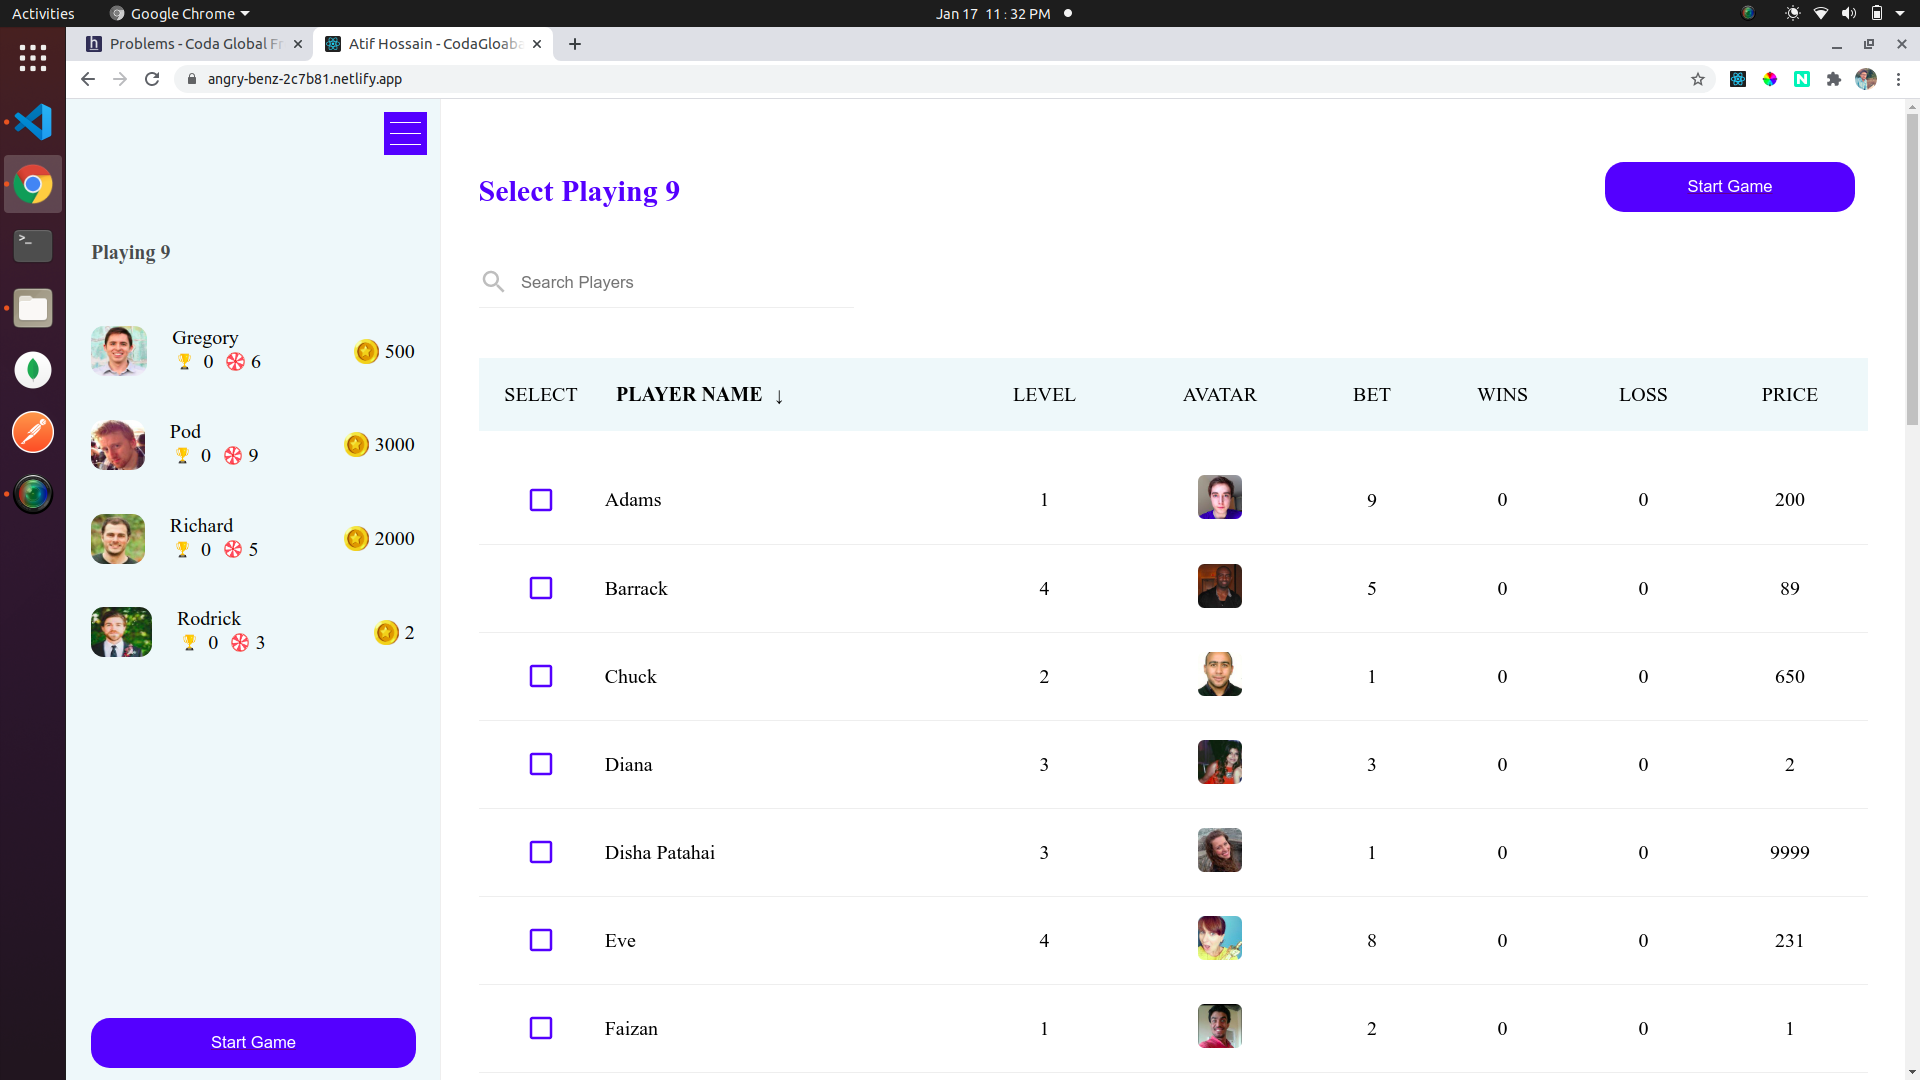 Activities
Google Chrome
Jan 17 11:32 PM
Problems - Coda Global Fr
Atif Hossain - CodaGloaba
angry-benz-2c7b81.netlify.app
Select Playing 9
Start Game
Playing 9
Search Players
Gregory
0 6
500
Pod
0 9
3000
Richard
0 5
2000
Rodrick
0 3
2
Start Game
SELECT PLAYER NAME ↓ LEVEL AVATAR BET WINS LOSS PRICE
Adams 1 9 0 0 200
Barrack 4 5 0 0 89
Chuck 2 1 0 0 650
Diana 3 3 0 0 2
Disha Patahai 3 1 0 0 9999
Eve 4 8 0 0 231
Faizan 1 2 0 0 1